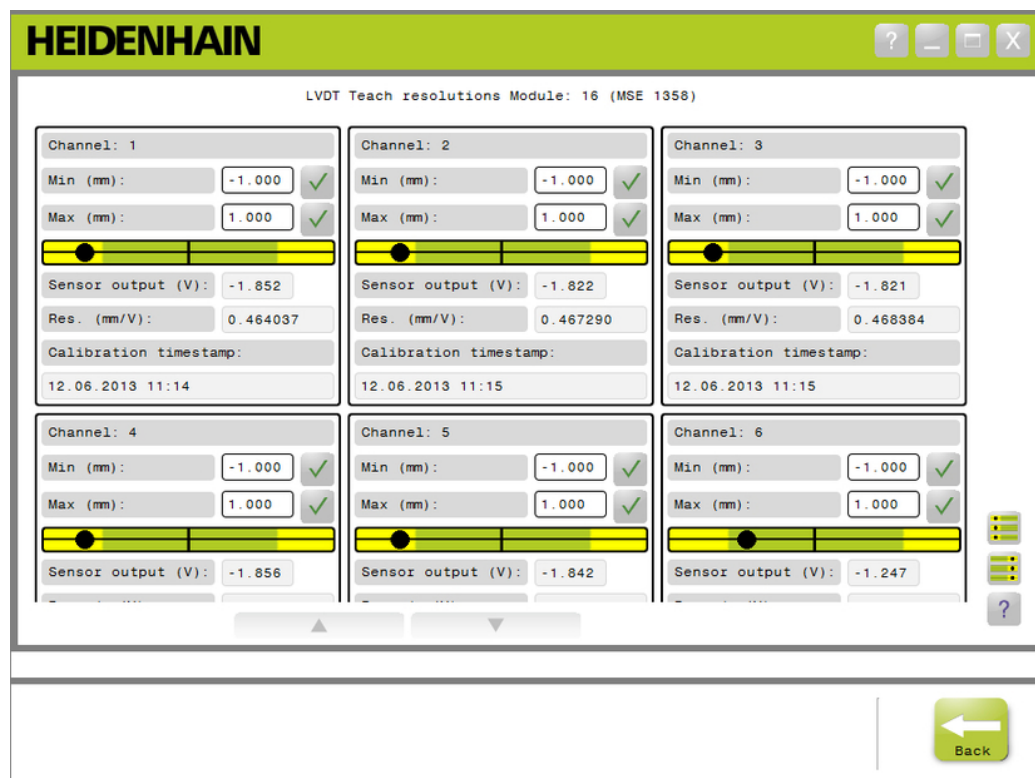 HEIDENHAIN
? _ X
LVDT Teach resolutions Module: 16 (MSE 1358)
Channel: 1
Min (mm): -1.000
Max (mm): 1.000
Sensor output (V): -1.852
Res. (mm/V): 0.464037
Calibration timestamp:
12.06.2013 11:14
Channel: 2
Min (mm): -1.000
Max (mm): 1.000
Sensor output (V): -1.822
Res. (mm/V): 0.467290
Calibration timestamp:
12.06.2013 11:15
Channel: 3
Min (mm): -1.000
Max (mm): 1.000
Sensor output (V): -1.821
Res. (mm/V): 0.468384
Calibration timestamp:
12.06.2013 11:15
Channel: 4
Min (mm): -1.000
Max (mm): 1.000
Sensor output (V): -1.856
Channel: 5
Min (mm): -1.000
Max (mm): 1.000
Sensor output (V): -1.842
Channel: 6
Min (mm): -1.000
Max (mm): 1.000
Sensor output (V): -1.247
?
Back